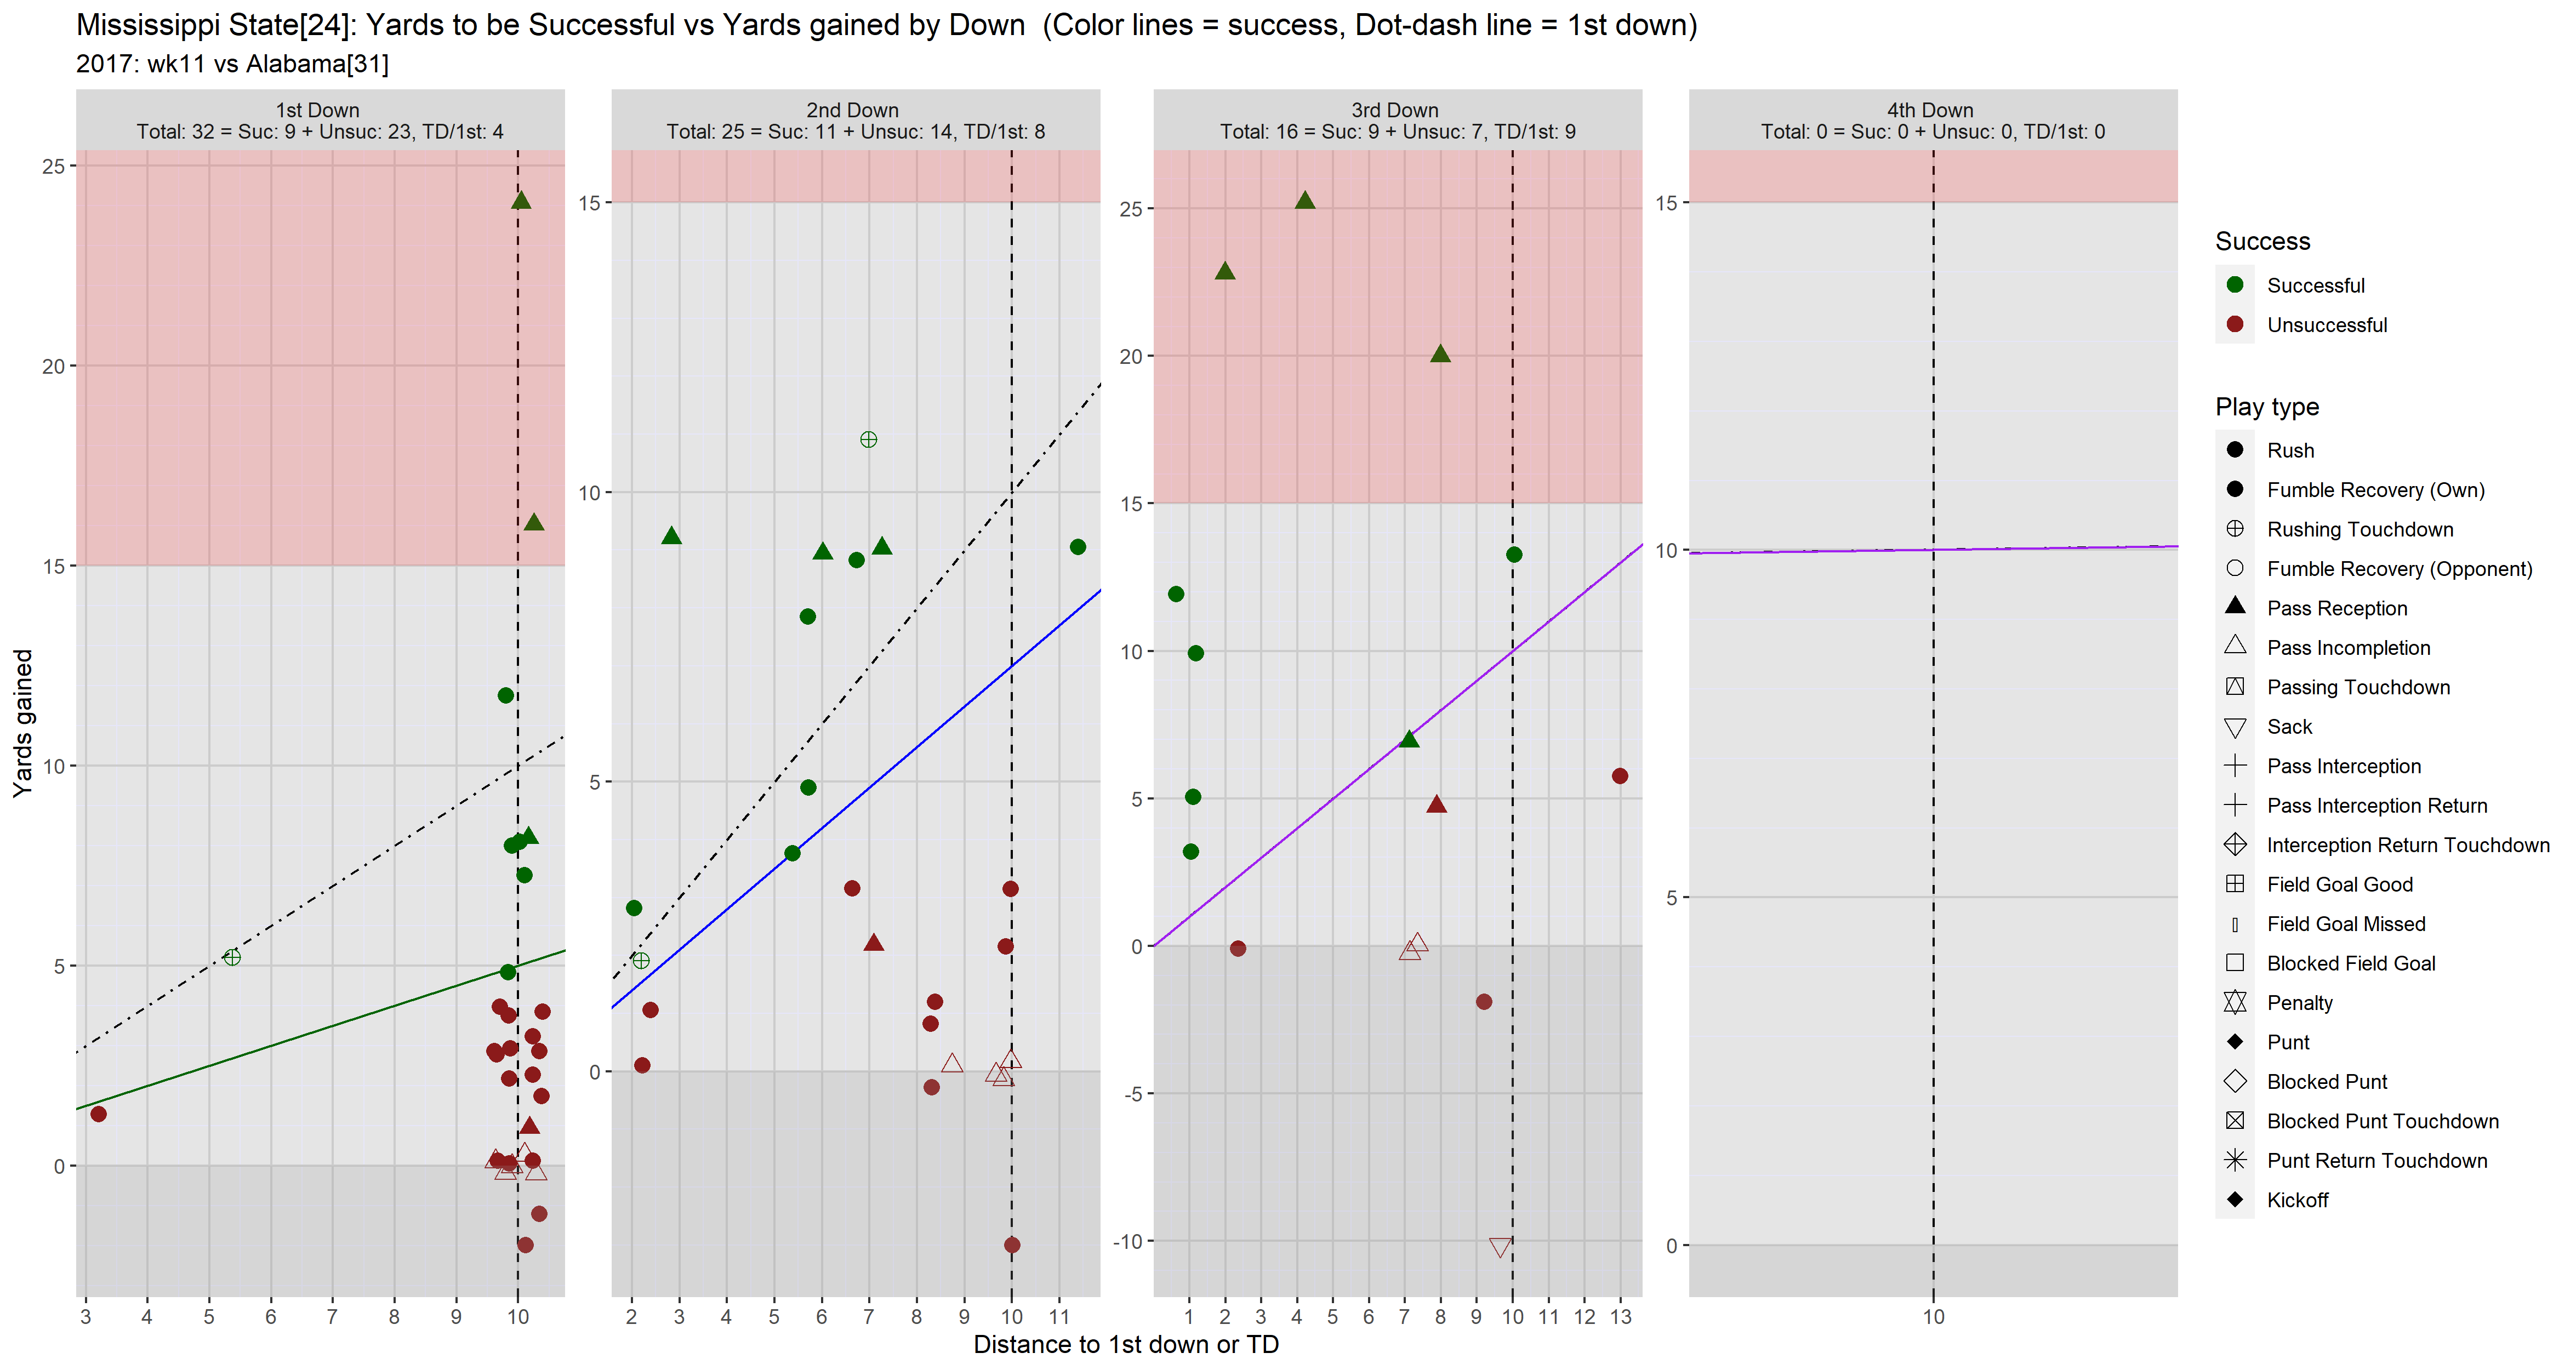 Mississippi State[24]: Yards to be Successful vs Yards gained by Down  (Color lines = success, Dot-dash line = 1st down)
2017: wk11 vs Alabama[31]
1st Down
Total: 32 = Suc: 9 + Unsuc: 23, TD/1st: 4
2nd Down
Total: 25 = Suc: 11 + Unsuc: 14, TD/1st: 8
3rd Down
Total: 16 = Suc: 9 + Unsuc: 7, TD/1st: 9
4th Down
Total: 0 = Suc: 0 + Unsuc: 0, TD/1st: 0
Yards gained
25
20
15
10
5
0
3 4 5 6 7 8 9 10
15
10
5
0
2 3 4 5 6 7 8 9 10 11
25
20
15
10
5
0
-5
-10
1 2 3 4 5 6 7 8 9 10 11 12 13
15
10
5
0
10
Distance to 1st down or TD
Success
Successful
Unsuccessful
Play type
Rush
Fumble Recovery (Own)
Rushing Touchdown
Fumble Recovery (Opponent)
Pass Reception
Pass Incompletion
Passing Touchdown
Sack
Pass Interception
Pass Interception Return
Interception Return Touchdown
Field Goal Good
Field Goal Missed
Blocked Field Goal
Penalty
Punt
Blocked Punt
Blocked Punt Touchdown
Punt Return Touchdown
Kickoff